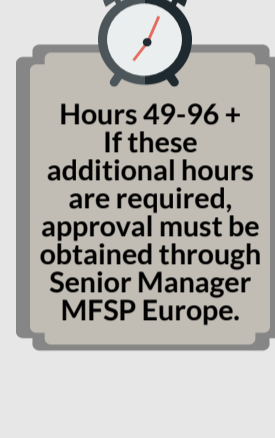 Hours 49-96 +
If these
additional hours
are required,
approval must be
obtained through
Senior Manager
MFSP Europe.